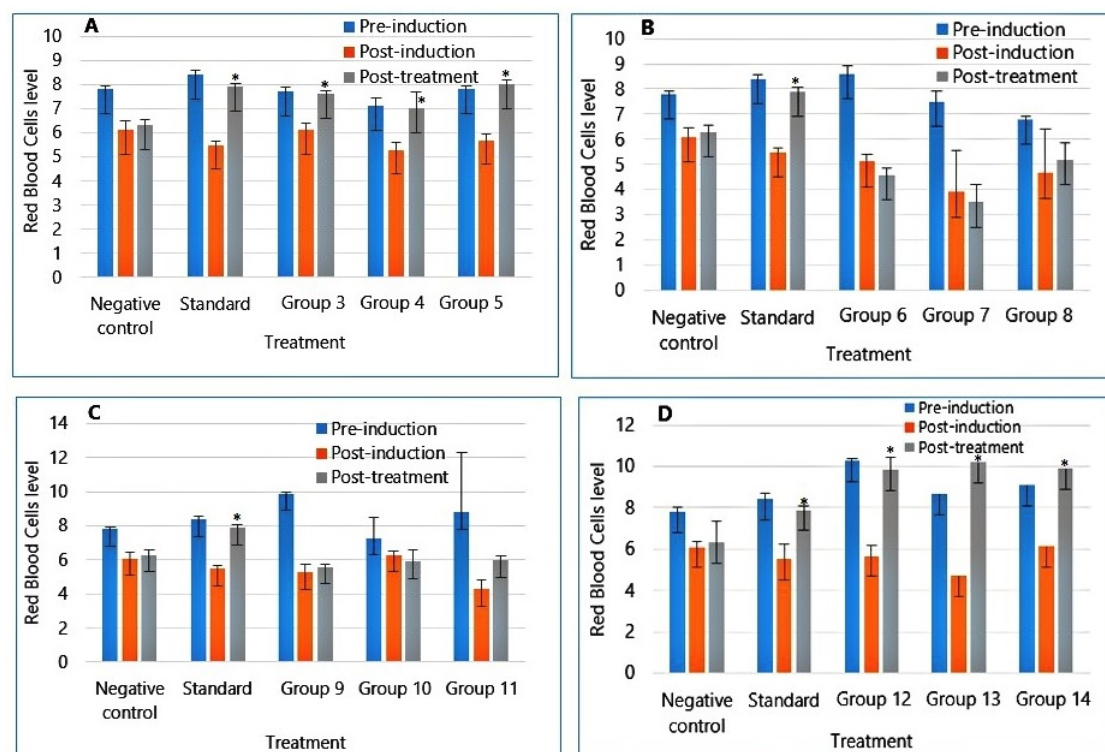 A
Pre-induction
Post-induction
Post-treatment
Red Blood Cells level
10
9
8
7
6
5
4
3
2
1
0
* * * *
Negative control
Standard
Group 3
Group 4
Group 5
Treatment
B
Pre-induction
Post-induction
Post-treatment
Red Blood Cells level
10
9
8
7
6
5
4
3
2
1
0
*
Negative control
Standard
Group 6
Group 7
Group 8
Treatment
C
Pre-induction
Post-induction
Post-treatment
Red Blood Cells level
14
12
10
8
6
4
2
0
*
Negative control
Standard
Group 9
Group 10
Group 11
Treatment
D
Pre-induction
Post-induction
Post-treatment
Red Blood Cells level
12
10
8
6
4
2
0
* * * *
Negative control
Standard
Group 12
Group 13
Group 14
Treatment